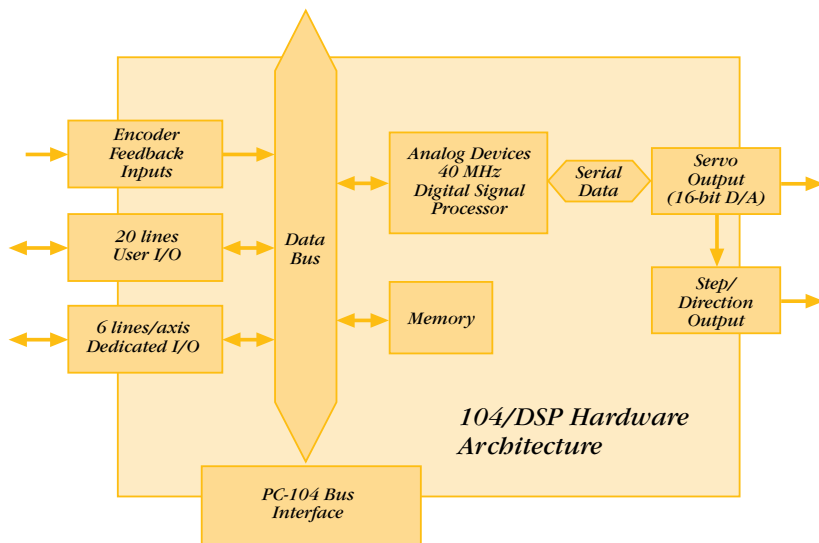 Encoder
Feedback
Inputs
20 lines
User I/O
6 lines/axis
Dedicated I/O
Data
Bus
Analog Devices
40 MHz
Digital Signal
Processor
Serial
Data
Servo
Output
(16-bit D/A)
Step/
Direction
Output
Memory
104/DSP Hardware
Architecture
PC-104 Bus
Interface